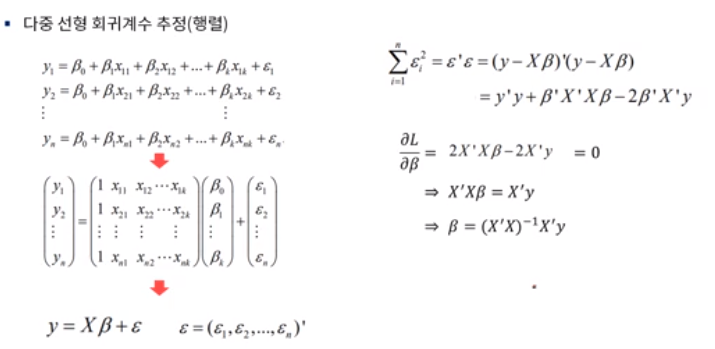 ▪ 다중 선형 회귀계수 추정(행렬)
y₁ = β₀ + β₁x₁₁ + β₂x₁₂ + ... + βₖx₁ₖ + ε₁
y₂ = β₀ + β₁x₂₁ + β₂x₂₂ + ... + βₖx₂ₖ + ε₂
⋮ ⋮
yₙ = β₀ + β₁xₙ₁ + β₂xₙ₂ + ... + βₖxₙₖ + εₙ.
(y₁) = (1 x₁₁ x₁₂ ⋯ x₁ₖ) (β₀) + (ε₁)
(y₂) (1 x₂₁ x₂₂ ⋯ x₂ₖ) (β₁) (ε₂)
(⋮) (⋮ ⋮ ⋮ ⋮) (⋮) (⋮)
(yₙ) (1 xₙ₁ xₙ₂ ⋯ xₙₖ) (βₖ) (εₙ)
y = Xβ + ε ε = (ε₁, ε₂, ..., εₙ)'
∑ᵢ₌₁ⁿ εᵢ² = ε'ε = (y − Xβ)'(y − Xβ)
= y'y + β'X'Xβ − 2β'X'y
∂L/∂β = 2X'Xβ − 2X'y = 0
⇒ X'Xβ = X'y
⇒ β = (X'X)⁻¹X'y